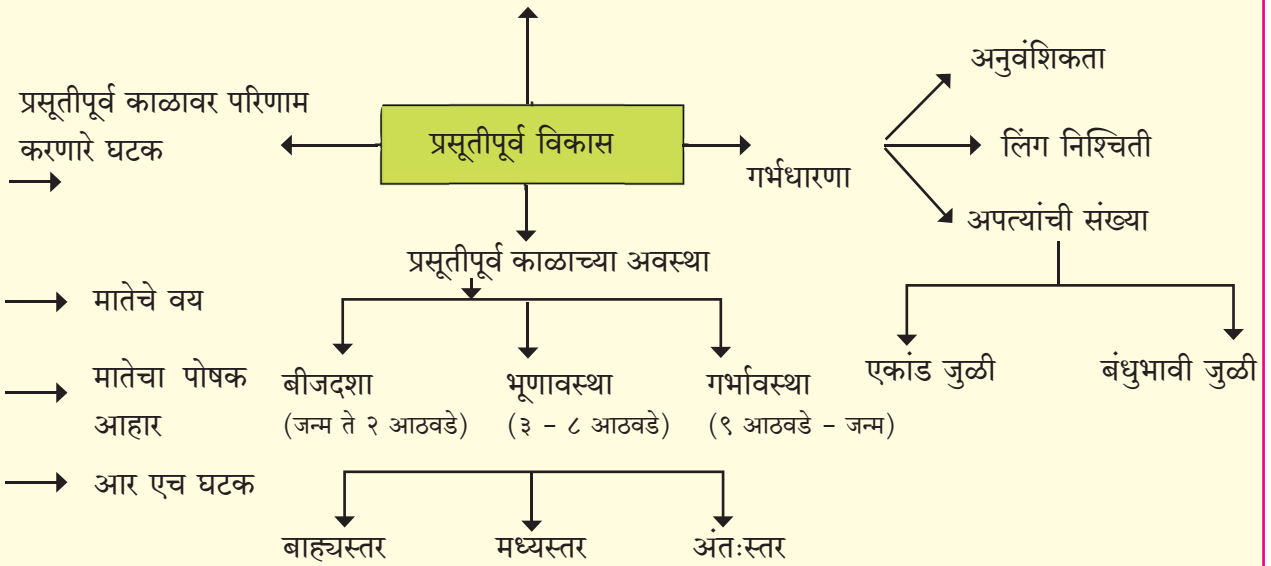 अनुवंशिकता
प्रसूतीपूर्व काळावर परिणाम
करणारे घटक
प्रसूतीपूर्व विकास
लिंग निश्चिती
गर्भधारणा
अपत्यांची संख्या
प्रसूतीपूर्व काळाच्या अवस्था
मातेचे वय
मातेचा पोषक
आहार
बीजदशा
(जन्म ते २ आठवडे)
भूणावस्था
(३ - ८ आठवडे)
गर्भावस्था
(९ आठवडे - जन्म)
एकांड जुळी
बंधुभावी जुळी
आर एच घटक
बाह्यस्तर
मध्यस्तर
अंतःस्तर